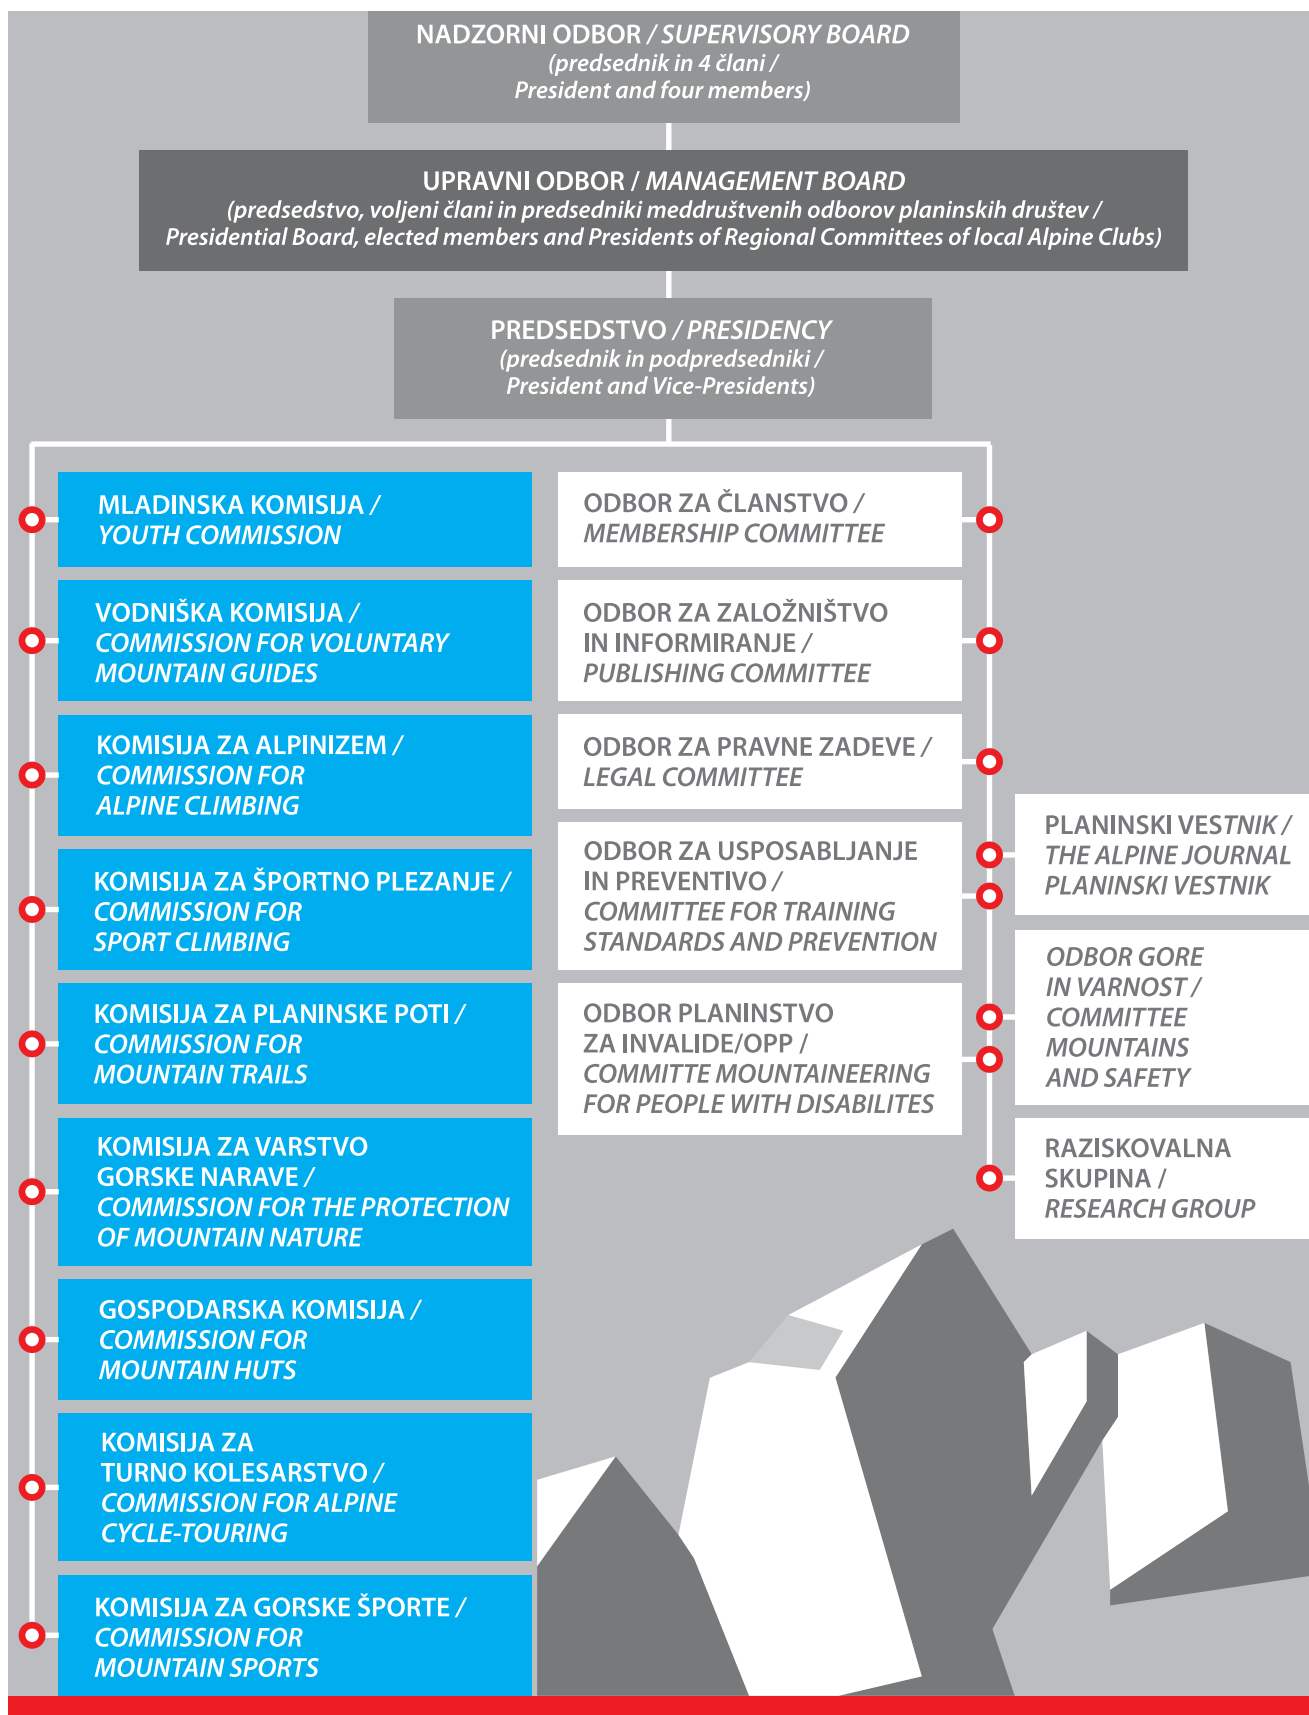 NADZORNI ODBOR / SUPERVISORY BOARD
(predsednik in 4 člani /
President and four members)
UPRAVNI ODBOR / MANAGEMENT BOARD
(predsedstvo, voljeni člani in predsedniki meddruštvenih odborov planinskih društev /
Presidential Board, elected members and Presidents of Regional Committees of local Alpine Clubs)
PREDSEDSTVO / PRESIDENCY
(predsednik in podpredsedniki /
President and Vice-Presidents)
MLADINSKA KOMISIJA /
YOUTH COMMISSION
VODNIŠKA KOMISIJA /
COMMISSION FOR VOLUNTARY
MOUNTAIN GUIDES
KOMISIJA ZA ALPINIZEM /
COMMISSION FOR
ALPINE CLIMBING
KOMISIJA ZA ŠPORTNO PLEZANJE /
COMMISSION FOR
SPORT CLIMBING
KOMISIJA ZA PLANINSKE POTI /
COMMISSION FOR
MOUNTAIN TRAILS
KOMISIJA ZA VARSTVO
GORSKE NARAVE /
COMMISSION FOR THE PROTECTION
OF MOUNTAIN NATURE
GOSPODARSKA KOMISIJA /
COMMISSION FOR
MOUNTAIN HUTS
KOMISIJA ZA
TURNO KOLESARSTVO /
COMMISSION FOR ALPINE
CYCLE-TOURING
KOMISIJA ZA GORSKE ŠPORTE /
COMMISSION FOR
MOUNTAIN SPORTS
ODBOR ZA ČLANSTVO /
MEMBERSHIP COMMITTEE
ODBOR ZA ZALOŽNIŠTVO
IN INFORMIRANJE /
PUBLISHING COMMITTEE
ODBOR ZA PRAVNE ZADEVE /
LEGAL COMMITTEE
ODBOR ZA USPOSABLJANJE
IN PREVENTIVO /
COMMITTEE FOR TRAINING
STANDARDS AND PREVENTION
ODBOR PLANINSTVO
ZA INVALIDE/OPP /
COMMITTE MOUNTAINEERING
FOR PEOPLE WITH DISABILITES
PLANINSKI VESTNIK /
THE ALPINE JOURNAL
PLANINSKI VESTNIK
ODBOR GORE
IN VARNOST /
COMMITTEE
MOUNTAINS
AND SAFETY
RAZISKOVALNA
SKUPINA /
RESEARCH GROUP